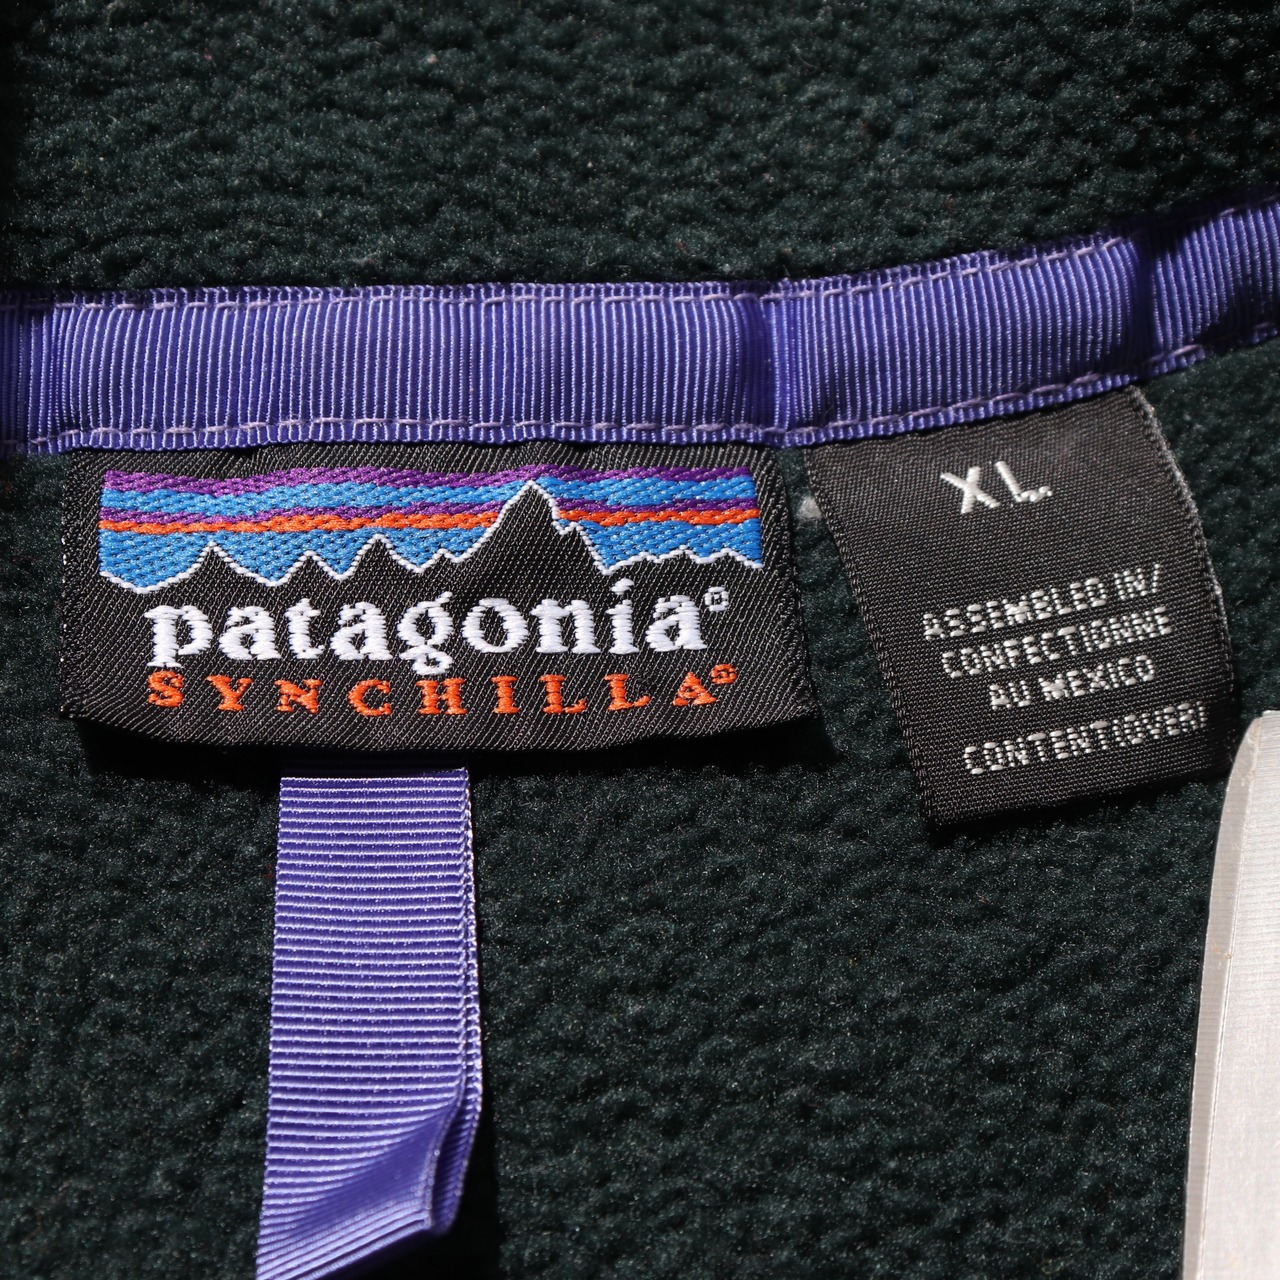 patagonia®
SYNCHILLA®
XL
ASSEMBLED IN/
CONFECTIONNE
AU MEXICO
CONTENT(OVER)